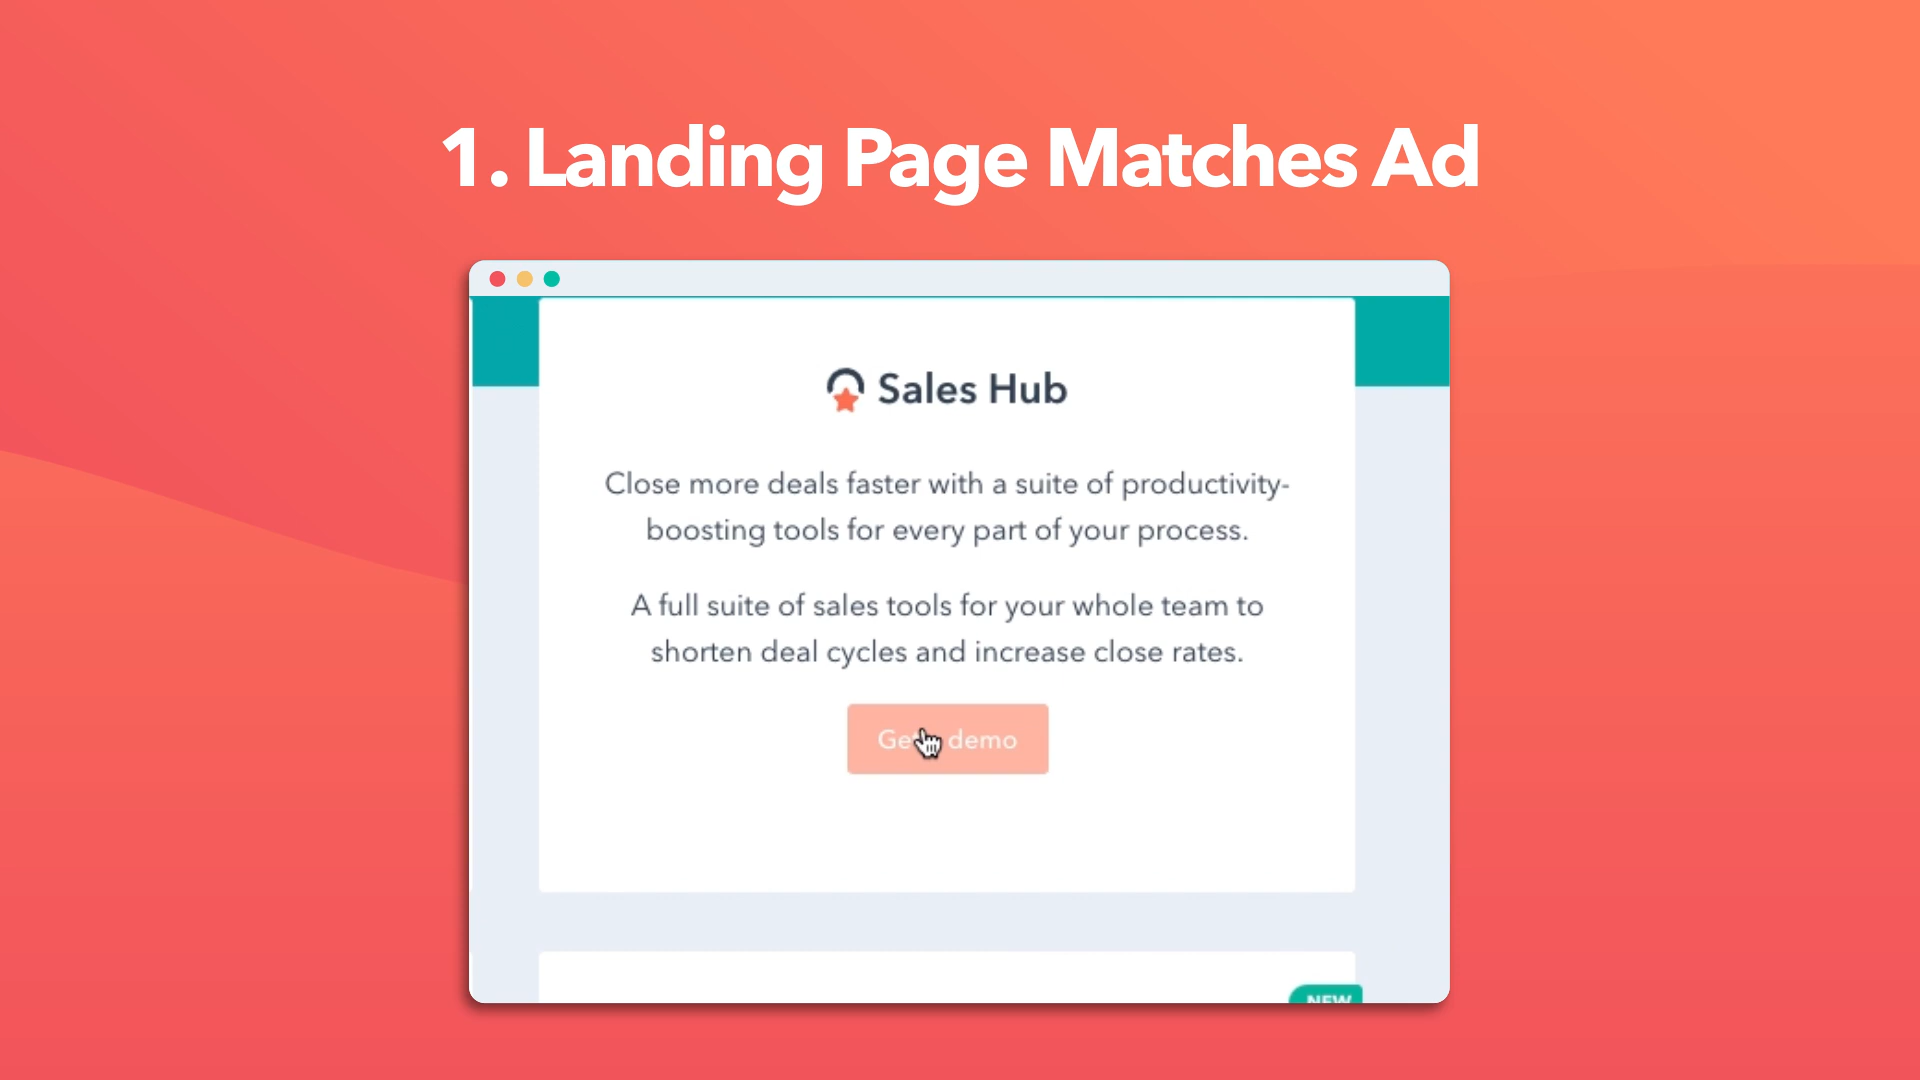 1. Landing Page Matches Ad
Sales Hub
Close more deals faster with a suite of productivity-
boosting tools for every part of your process.
A full suite of sales tools for your whole team to
shorten deal cycles and increase close rates.
demo
NEW